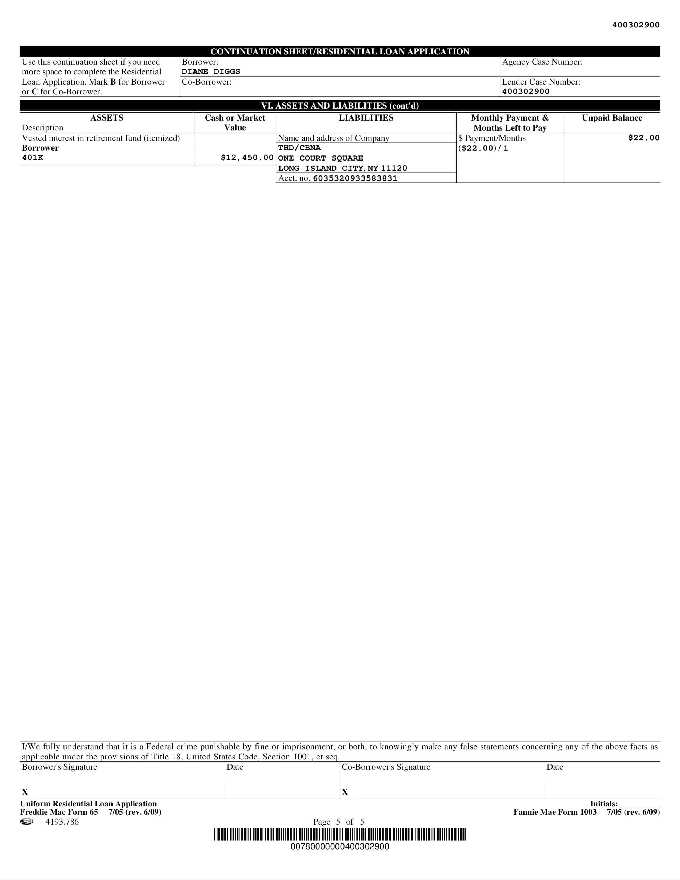 400302900
CONTINUATION SHEET/RESIDENTIAL LOAN APPLICATION
Use this continuation sheet if you need more space to complete the Residential Loan Application. Mark B for Borrower or C for Co-Borrower.
Borrower:
DIANE DIGGS
Agency Case Number:
Co-Borrower:
Lender Case Number:
400302900
VI. ASSETS AND LIABILITIES (cont'd)
ASSETS
Description
Cash or Market Value
LIABILITIES
Monthly Payment & Months Left to Pay
Unpaid Balance
Vested interest in retirement fund (itemized)
Name and address of Company
$ Payment/Months
$22.00
Borrower
THD/CBNA
($22.00)/1
401K
$12,450.00
ONE COURT SQUARE
LONG ISLAND CITY, NY 11120
Acct. no. 6035320933583831
I/We fully understand that it is a Federal crime punishable by fine or imprisonment, or both, to knowingly make any false statements concerning any of the above facts as
applicable under the provisions of Title 18, United States Code, Section 1001, et seq.
Borrower's Signature
Date
Co-Borrower's Signature
Date
X
X
Uniform Residential Loan Application
Initials:
Freddie Mac Form 65 7/05 (rev. 6/09)
Fannie Mae Form 1003 7/05 (rev. 6/09)
4193.786
Page 5 of 5
0078000000400302900